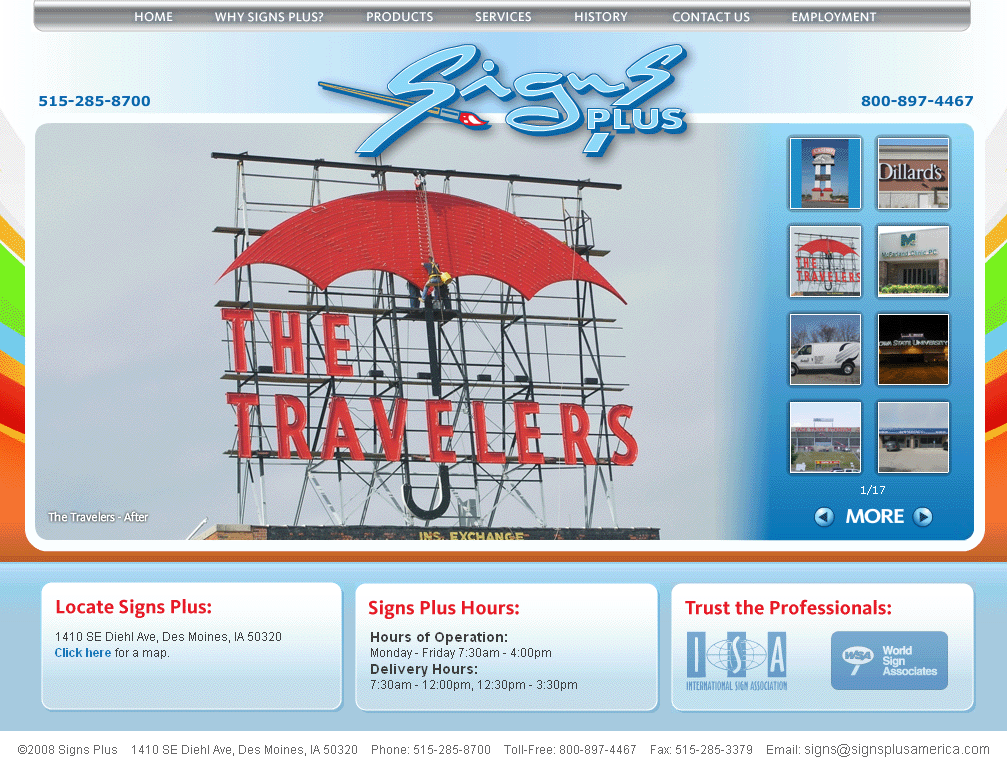 HOME WHY SIGNS PLUS? PRODUCTS SERVICES HISTORY CONTACT US EMPLOYMENT
Signs
PLUS
515-285-8700
800-897-4467
THE
TRAVELERS
INS. EXCHANGE
The Travelers - After
Dillard's
THE
TRAVELERS
McFarland Clinic PC
IOWA STATE UNIVERSITY
1/17
MORE
Locate Signs Plus:
1410 SE Diehl Ave, Des Moines, IA 50320
Click here for a map.
Signs Plus Hours:
Hours of Operation:
Monday - Friday 7:30am - 4:00pm
Delivery Hours:
7:30am - 12:00pm, 12:30pm - 3:30pm
Trust the Professionals:
ISA
INTERNATIONAL SIGN ASSOCIATION
WSA
World
Sign
Associates
©2008 Signs Plus 1410 SE Diehl Ave, Des Moines, IA 50320 Phone: 515-285-8700 Toll-Free: 800-897-4467 Fax: 515-285-3379 Email: signs@signsplusamerica.com